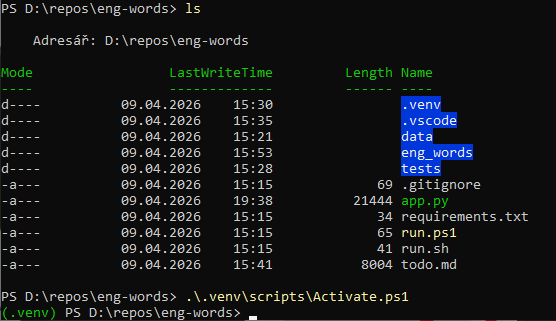 PS D:\repos\eng-words> ls
Adresář: D:\repos\eng-words
Mode LastWriteTime Length Name
---- ------------- ------ ----
d---- 09.04.2026 15:30 .venv
d---- 09.04.2026 15:35 .vscode
d---- 09.04.2026 15:21 data
d---- 09.04.2026 15:53 eng_words
d---- 09.04.2026 15:28 tests
-a--- 09.04.2026 15:15 69 .gitignore
-a--- 09.04.2026 19:38 21444 app.py
-a--- 09.04.2026 15:15 34 requirements.txt
-a--- 09.04.2026 15:15 65 run.ps1
-a--- 09.04.2026 15:15 41 run.sh
-a--- 09.04.2026 15:41 8004 todo.md
PS D:\repos\eng-words> .\.venv\scripts\Activate.ps1
(.venv) PS D:\repos\eng-words>